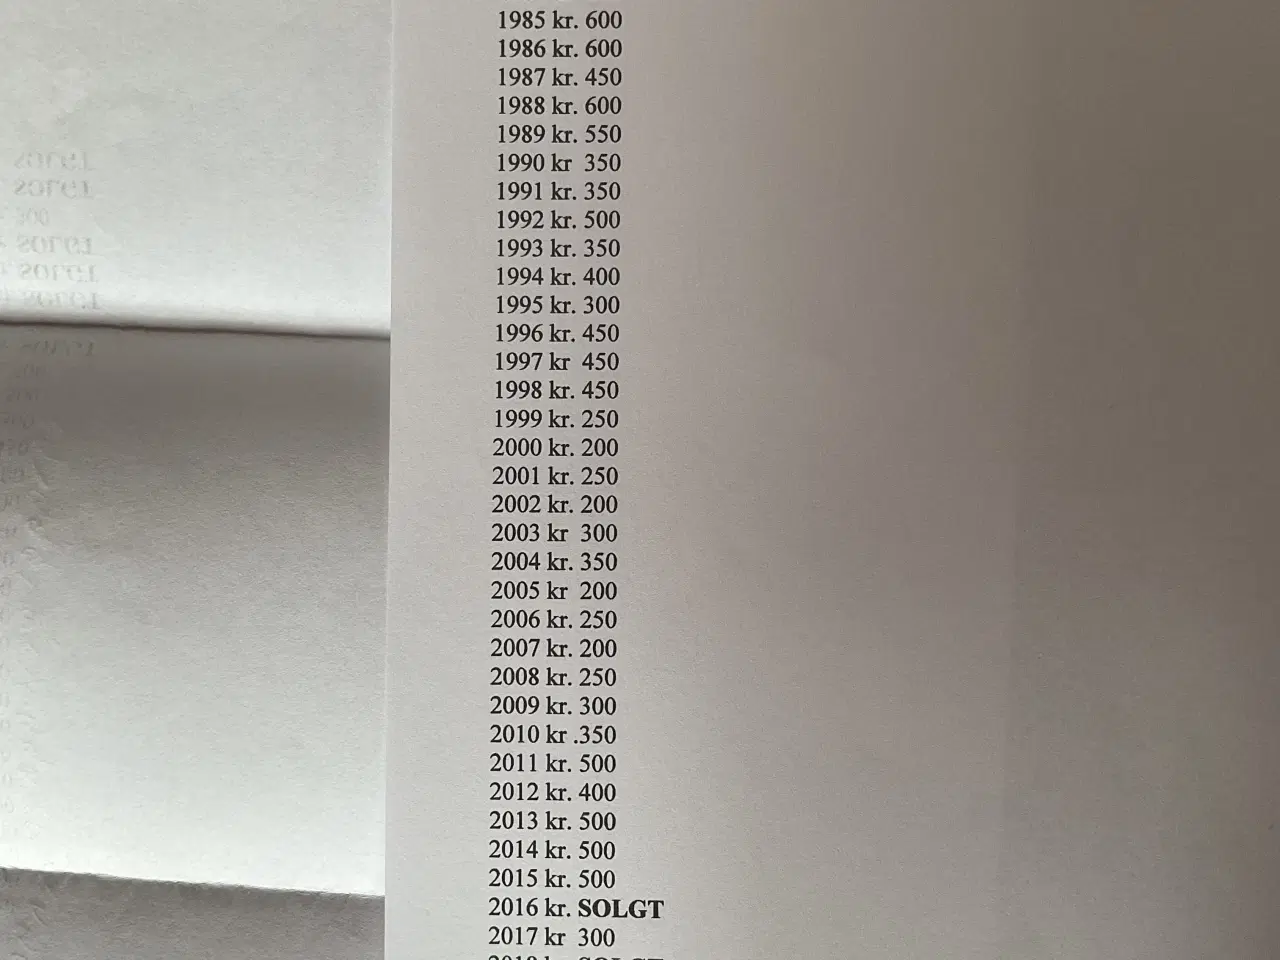 1985 kr. 600
1986 kr. 600
1987 kr. 450
1988 kr. 600
1989 kr. 550
1990 kr  350
1991 kr. 350
1992 kr. 500
1993 kr. 350
1994 kr. 400
1995 kr. 300
1996 kr. 450
1997 kr  450
1998 kr. 450
1999 kr. 250
2000 kr. 200
2001 kr. 250
2002 kr. 200
2003 kr  300
2004 kr. 350
2005 kr  200
2006 kr. 250
2007 kr. 200
2008 kr. 250
2009 kr. 300
2010 kr .350
2011 kr. 500
2012 kr. 400
2013 kr. 500
2014 kr. 500
2015 kr. 500
2016 kr. SOLGT
2017 kr  300